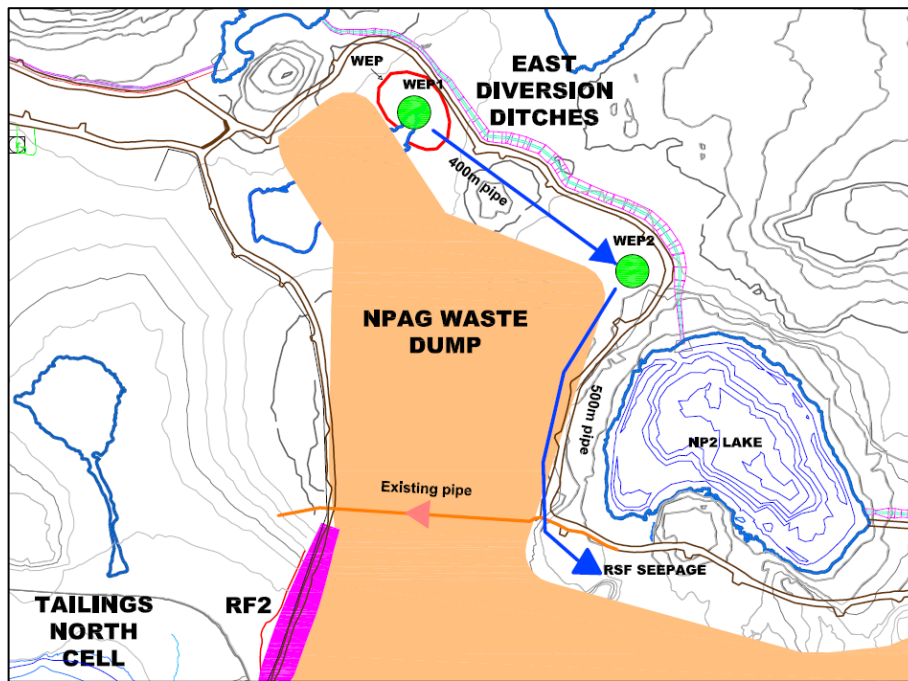 WEP
WEP1
EAST
DIVERSION
DITCHES
400m pipe
WEP2
NPAG WASTE
DUMP
500m pipe
NP2 LAKE
Existing pipe
RSF SEEPAGE
TAILINGS
NORTH
CELL
RF2